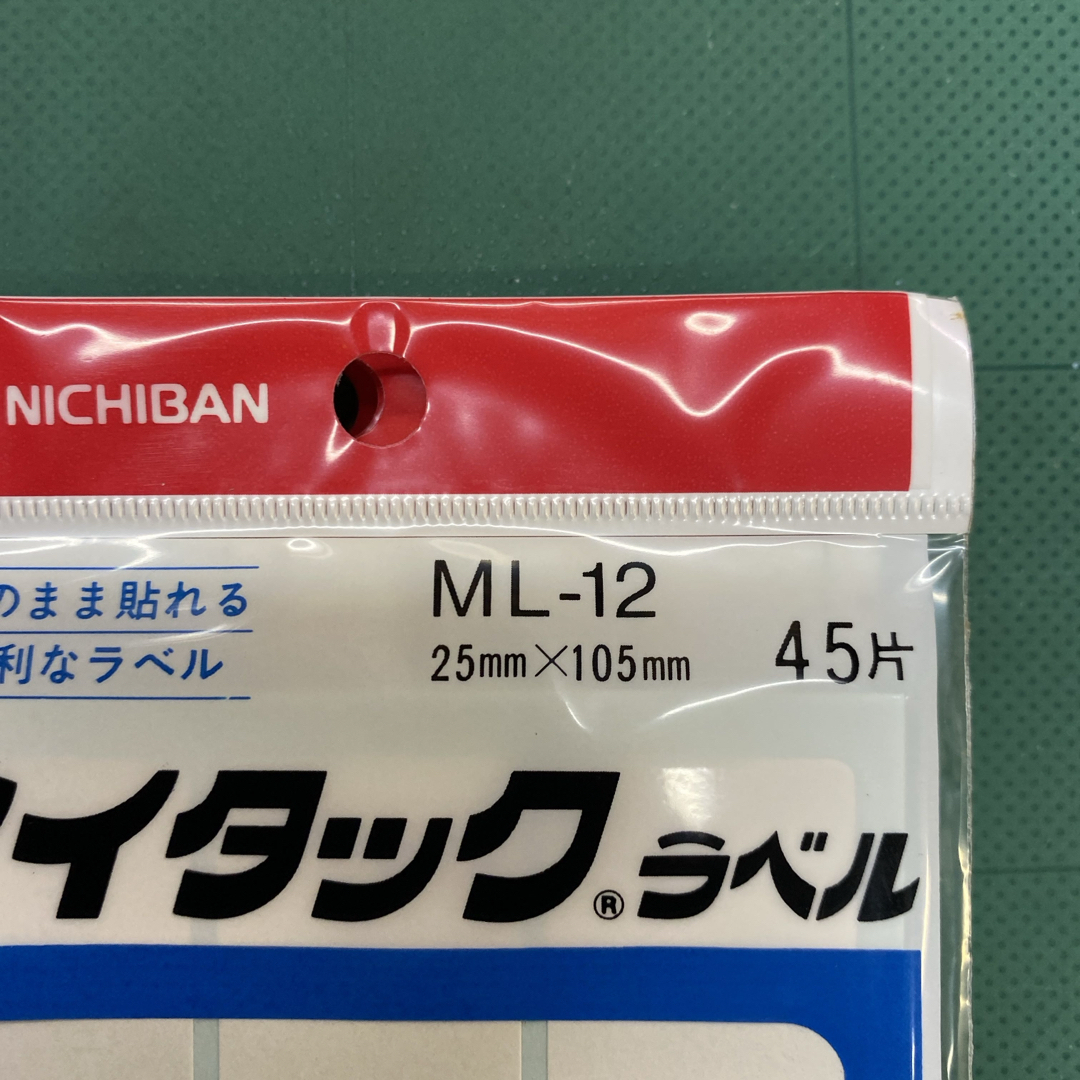 NICHIBAN
のまま貼れる
利なラベル
ML-12
25mm×105mm
45片
イタック® ラベル